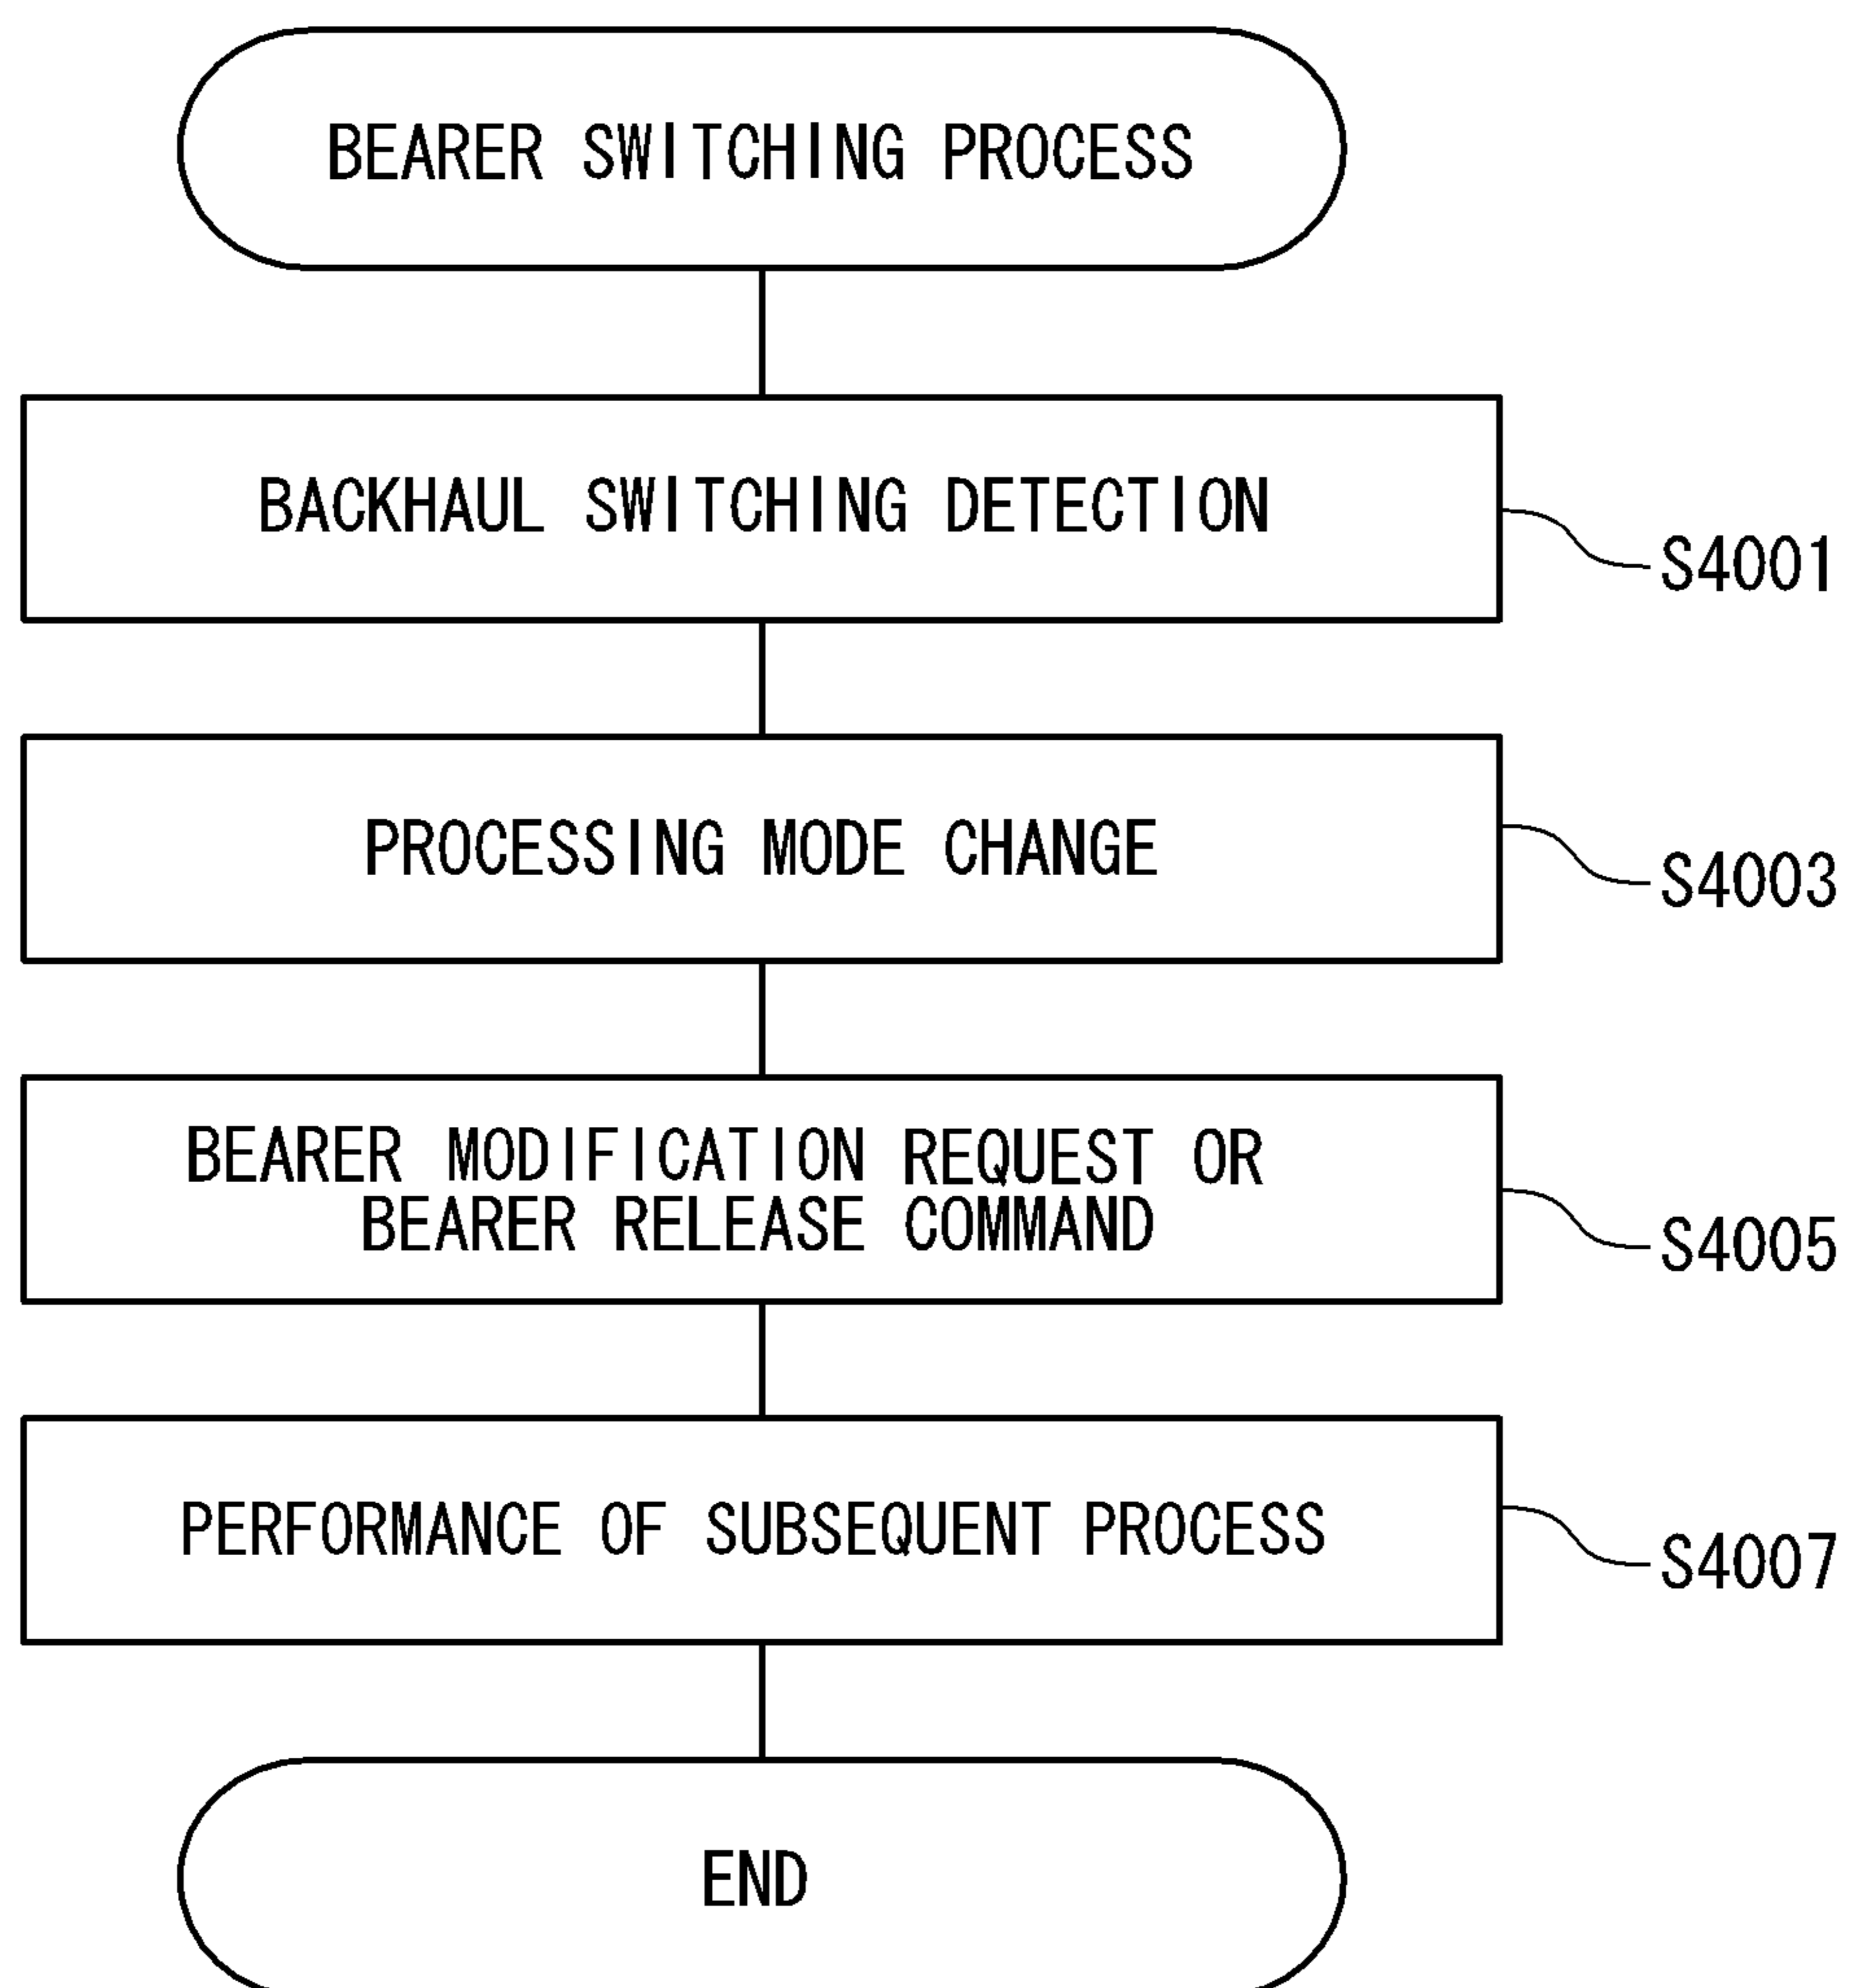 BEARER SWITCHING PROCESS
BACKHAUL SWITCHING DETECTION
S4001
PROCESSING MODE CHANGE
S4003
BEARER MODIFICATION REQUEST OR
BEARER RELEASE COMMAND
S4005
PERFORMANCE OF SUBSEQUENT PROCESS
S4007
END